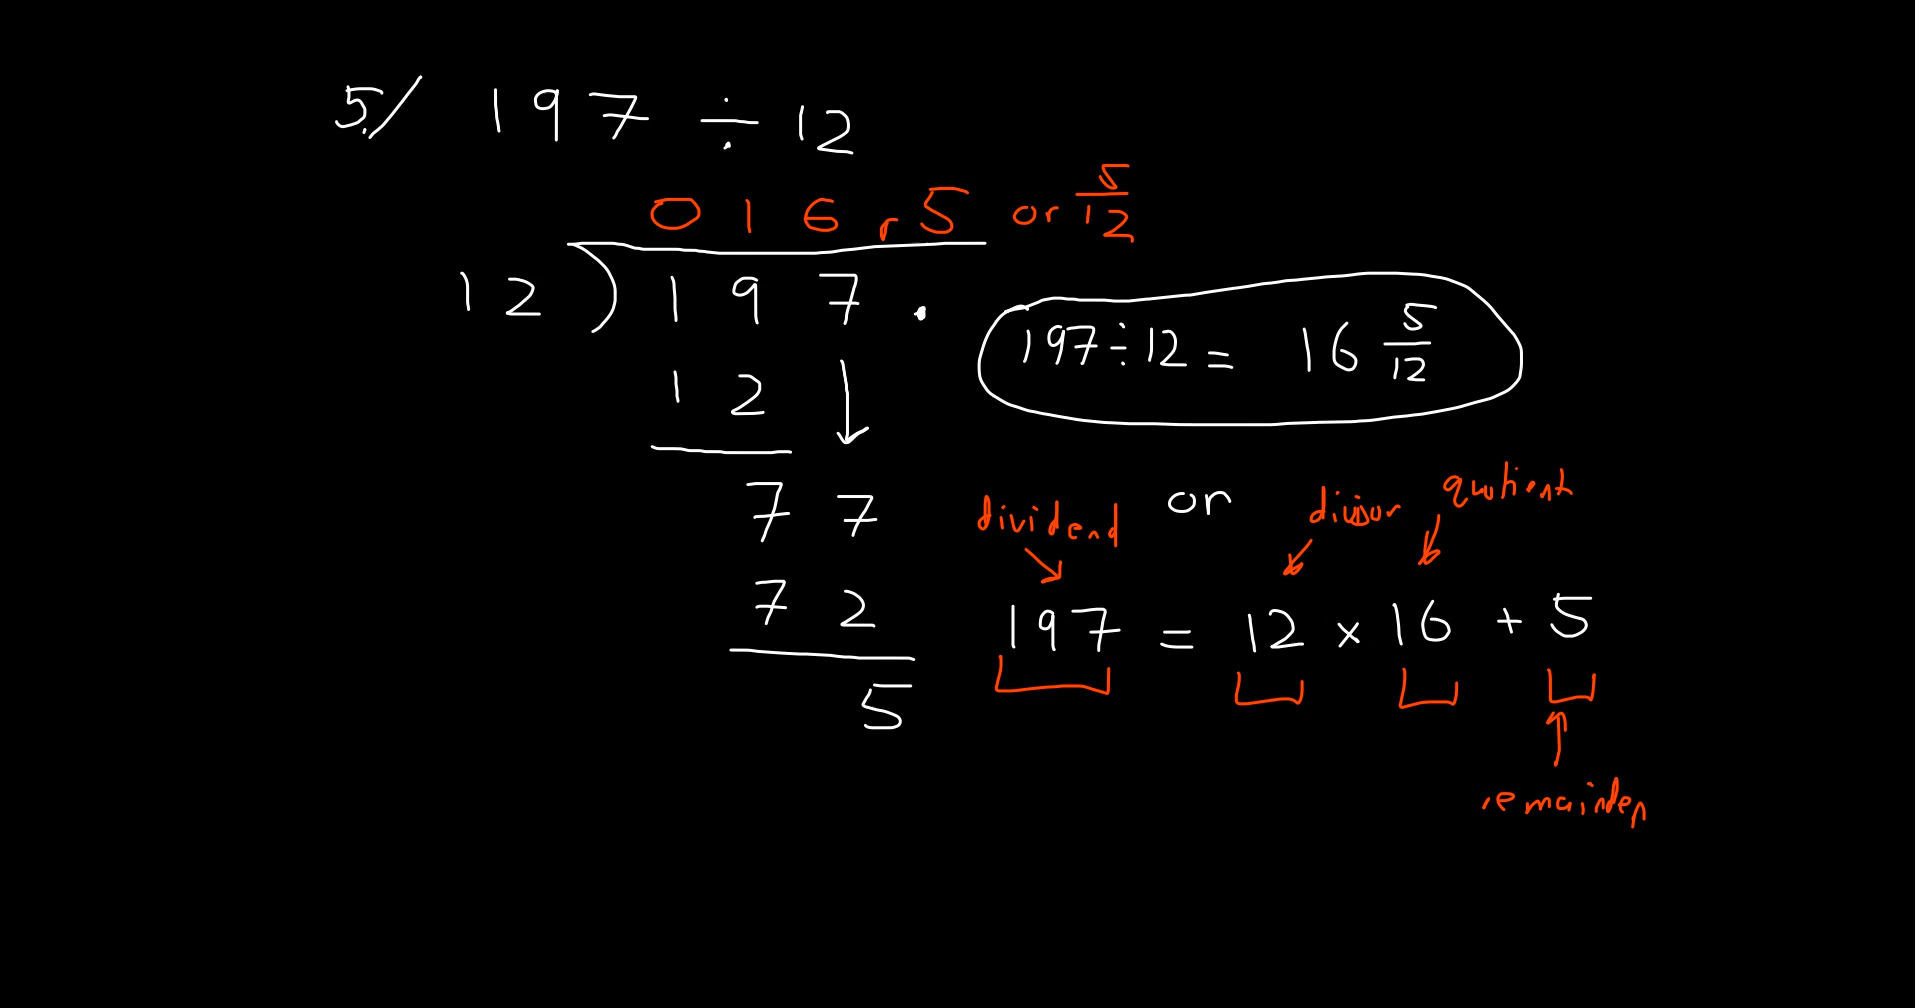 5/ 197 ÷ 12
016 r 5 or 5/12
12 ) 197.
12
77
72
5
197 ÷ 12 = 16 5/12
or
dividend
divisor
quotient
197 = 12 × 16 + 5
remainder